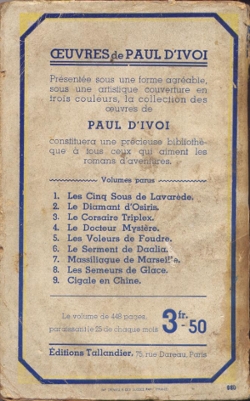 ŒUVRES de PAUL D'IVOI
Présentée sous une forme agréable,
sous une artistique couverture en
trois couleurs, la collection des
œuvres de
PAUL D'IVOI
constituera une précieuse bibliothè-
que à tous ceux qui aiment les
romans d'aventures.
Volumes parus
1. Les Cinq Sous de Lavarède.
2. Le Diamant d'Osiris.
3. Le Corsaire Triplex.
4. Le Docteur Mystère.
5. Les Voleurs de Foudre.
6. Le Serment de Daalia.
7. Massiliague de Marseille.
8. Les Semeurs de Glace.
9. Cigale en Chine.
Le volume de 448 pages,
paraissant le 25 de chaque mois
3 fr. 50
Éditions Tallandier, 75, rue Dareau, Paris